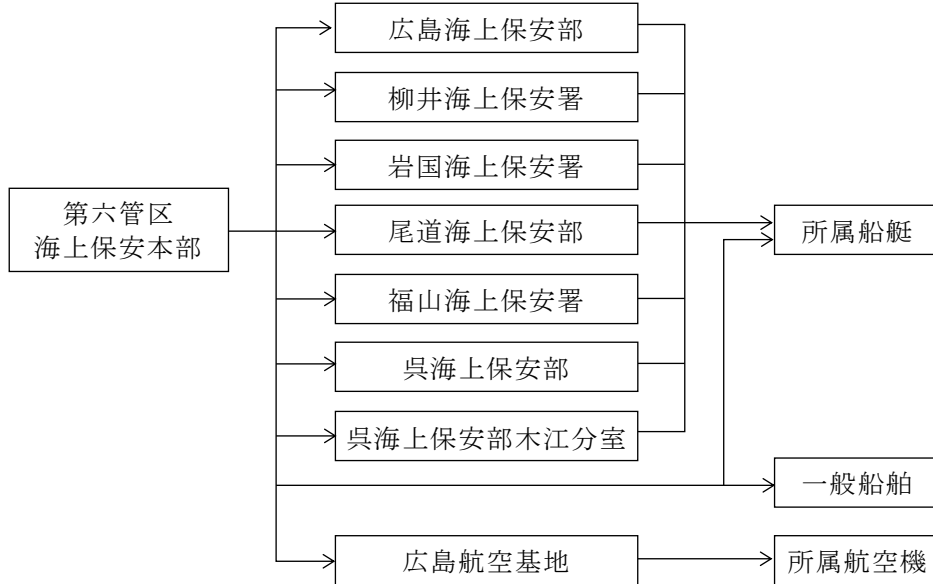 広島海上保安部
柳井海上保安署
岩国海上保安署
第六管区
海上保安本部
尾道海上保安部
所属船艇
福山海上保安署
呉海上保安部
呉海上保安部木江分室
一般船舶
広島航空基地
所属航空機